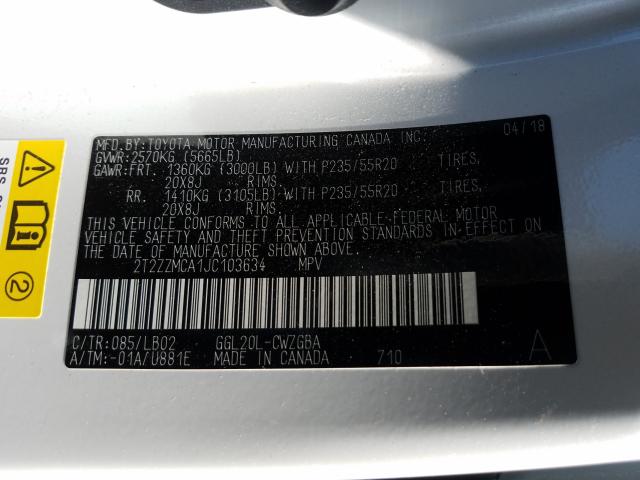 MFD.BY:TOYOTA MOTOR MANUFACTURING CANADA INC. 04/18
GVWR:2570KG (5665LB)
GAWR:FRT. 1360KG (3000LB) WITH P235/55R20 TIRES,
20X8J RIMS.
RR. 1410KG (3105LB) WITH P235/55R20 TIRES,
20X8J RIMS.
THIS VEHICLE CONFORMS TO ALL APPLICABLE FEDERAL MOTOR
VEHICLE SAFETY AND THEFT PREVENTION STANDARDS IN EFFECT ON
THE DATE OF MANUFACTURE SHOWN ABOVE.
2T2ZZMCA1JC103634 MPV
C/TR:085/LB02 GGL20L-CWZGBA
A/TM:-01A/U881E MADE IN CANADA 710 A
SRS
2